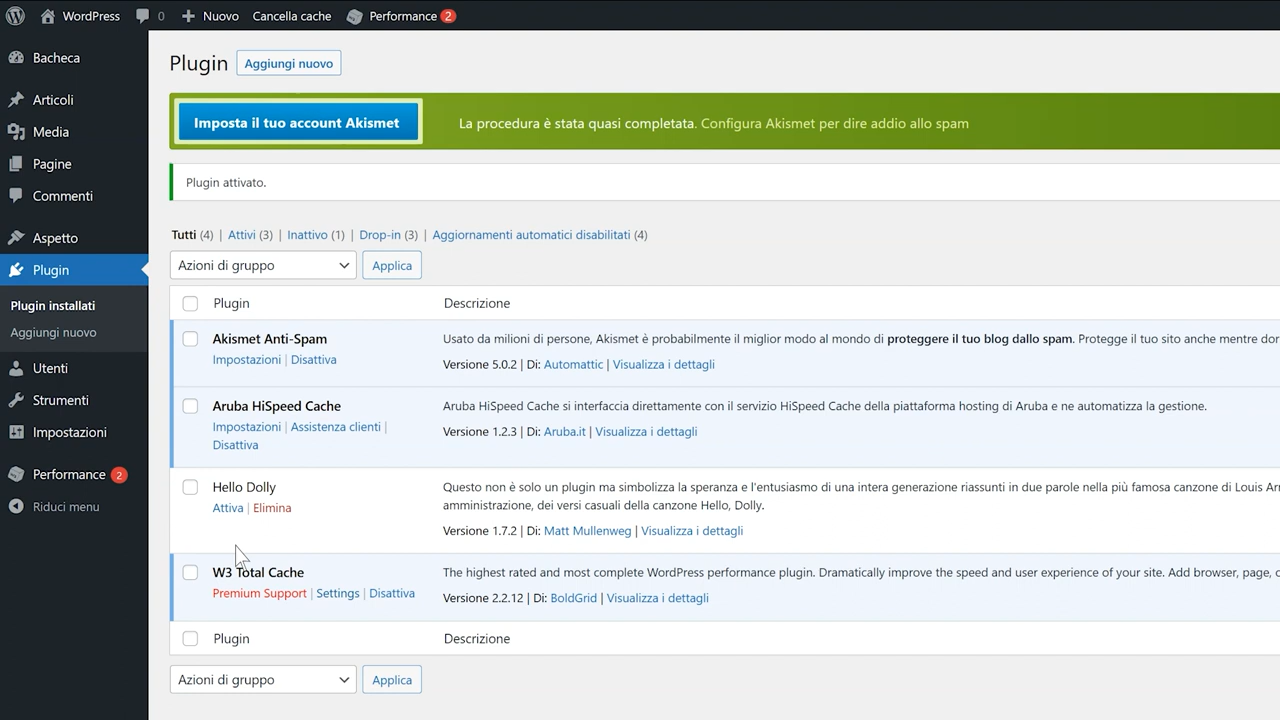 WordPress 0 Nuovo Cancella cache Performance 2
Bacheca
Articoli
Media
Pagine
Commenti
Aspetto
Plugin
Plugin installati
Aggiungi nuovo
Utenti
Strumenti
Impostazioni
Performance 2
Riduci menu
Plugin Aggiungi nuovo
Imposta il tuo account Akismet La procedura è stata quasi completata. Configura Akismet per dire addio allo spam
Plugin attivato.
Tutti (4) | Attivi (3) | Inattivo (1) | Drop-in (3) | Aggiornamenti automatici disabilitati (4)
Azioni di gruppo Applica
Plugin Descrizione
Akismet Anti-Spam
Impostazioni | Disattiva
Usato da milioni di persone, Akismet è probabilmente il miglior modo al mondo di proteggere il tuo blog dallo spam. Protegge il tuo sito anche mentre
Versione 5.0.2 | Di: Automattic | Visualizza i dettagli
Aruba HiSpeed Cache
Impostazioni | Assistenza clienti |
Disattiva
Aruba HiSpeed Cache si interfaccia direttamente con il servizio HiSpeed Cache della piattaforma hosting di Aruba e ne automatizza la gestione.
Versione 1.2.3 | Di: Aruba.it | Visualizza i dettagli
Hello Dolly
Attiva | Elimina
Questo non è solo un plugin ma simbolizza la speranza e l'entusiasmo di una intera generazione riassunti in due parole nella più famosa canzone di Louis
amministrazione, dei versi casuali della canzone Hello, Dolly.
Versione 1.7.2 | Di: Matt Mullenweg | Visualizza i dettagli
W3 Total Cache
Premium Support | Settings | Disattiva
The highest rated and most complete WordPress performance plugin. Dramatically improve the speed and user experience of your site. Add browser, page,
Versione 2.2.12 | Di: BoldGrid | Visualizza i dettagli
Plugin Descrizione
Azioni di gruppo Applica